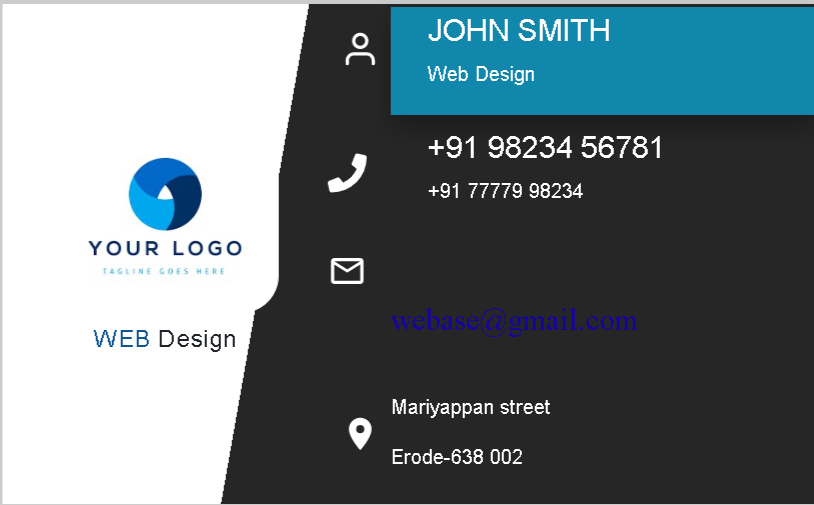 YOUR LOGO
TAGLINE GOES HERE
WEB Design
JOHN SMITH
Web Design
+91 98234 56781
+91 77779 98234
webase@gmail.com
Mariyappan street
Erode-638 002